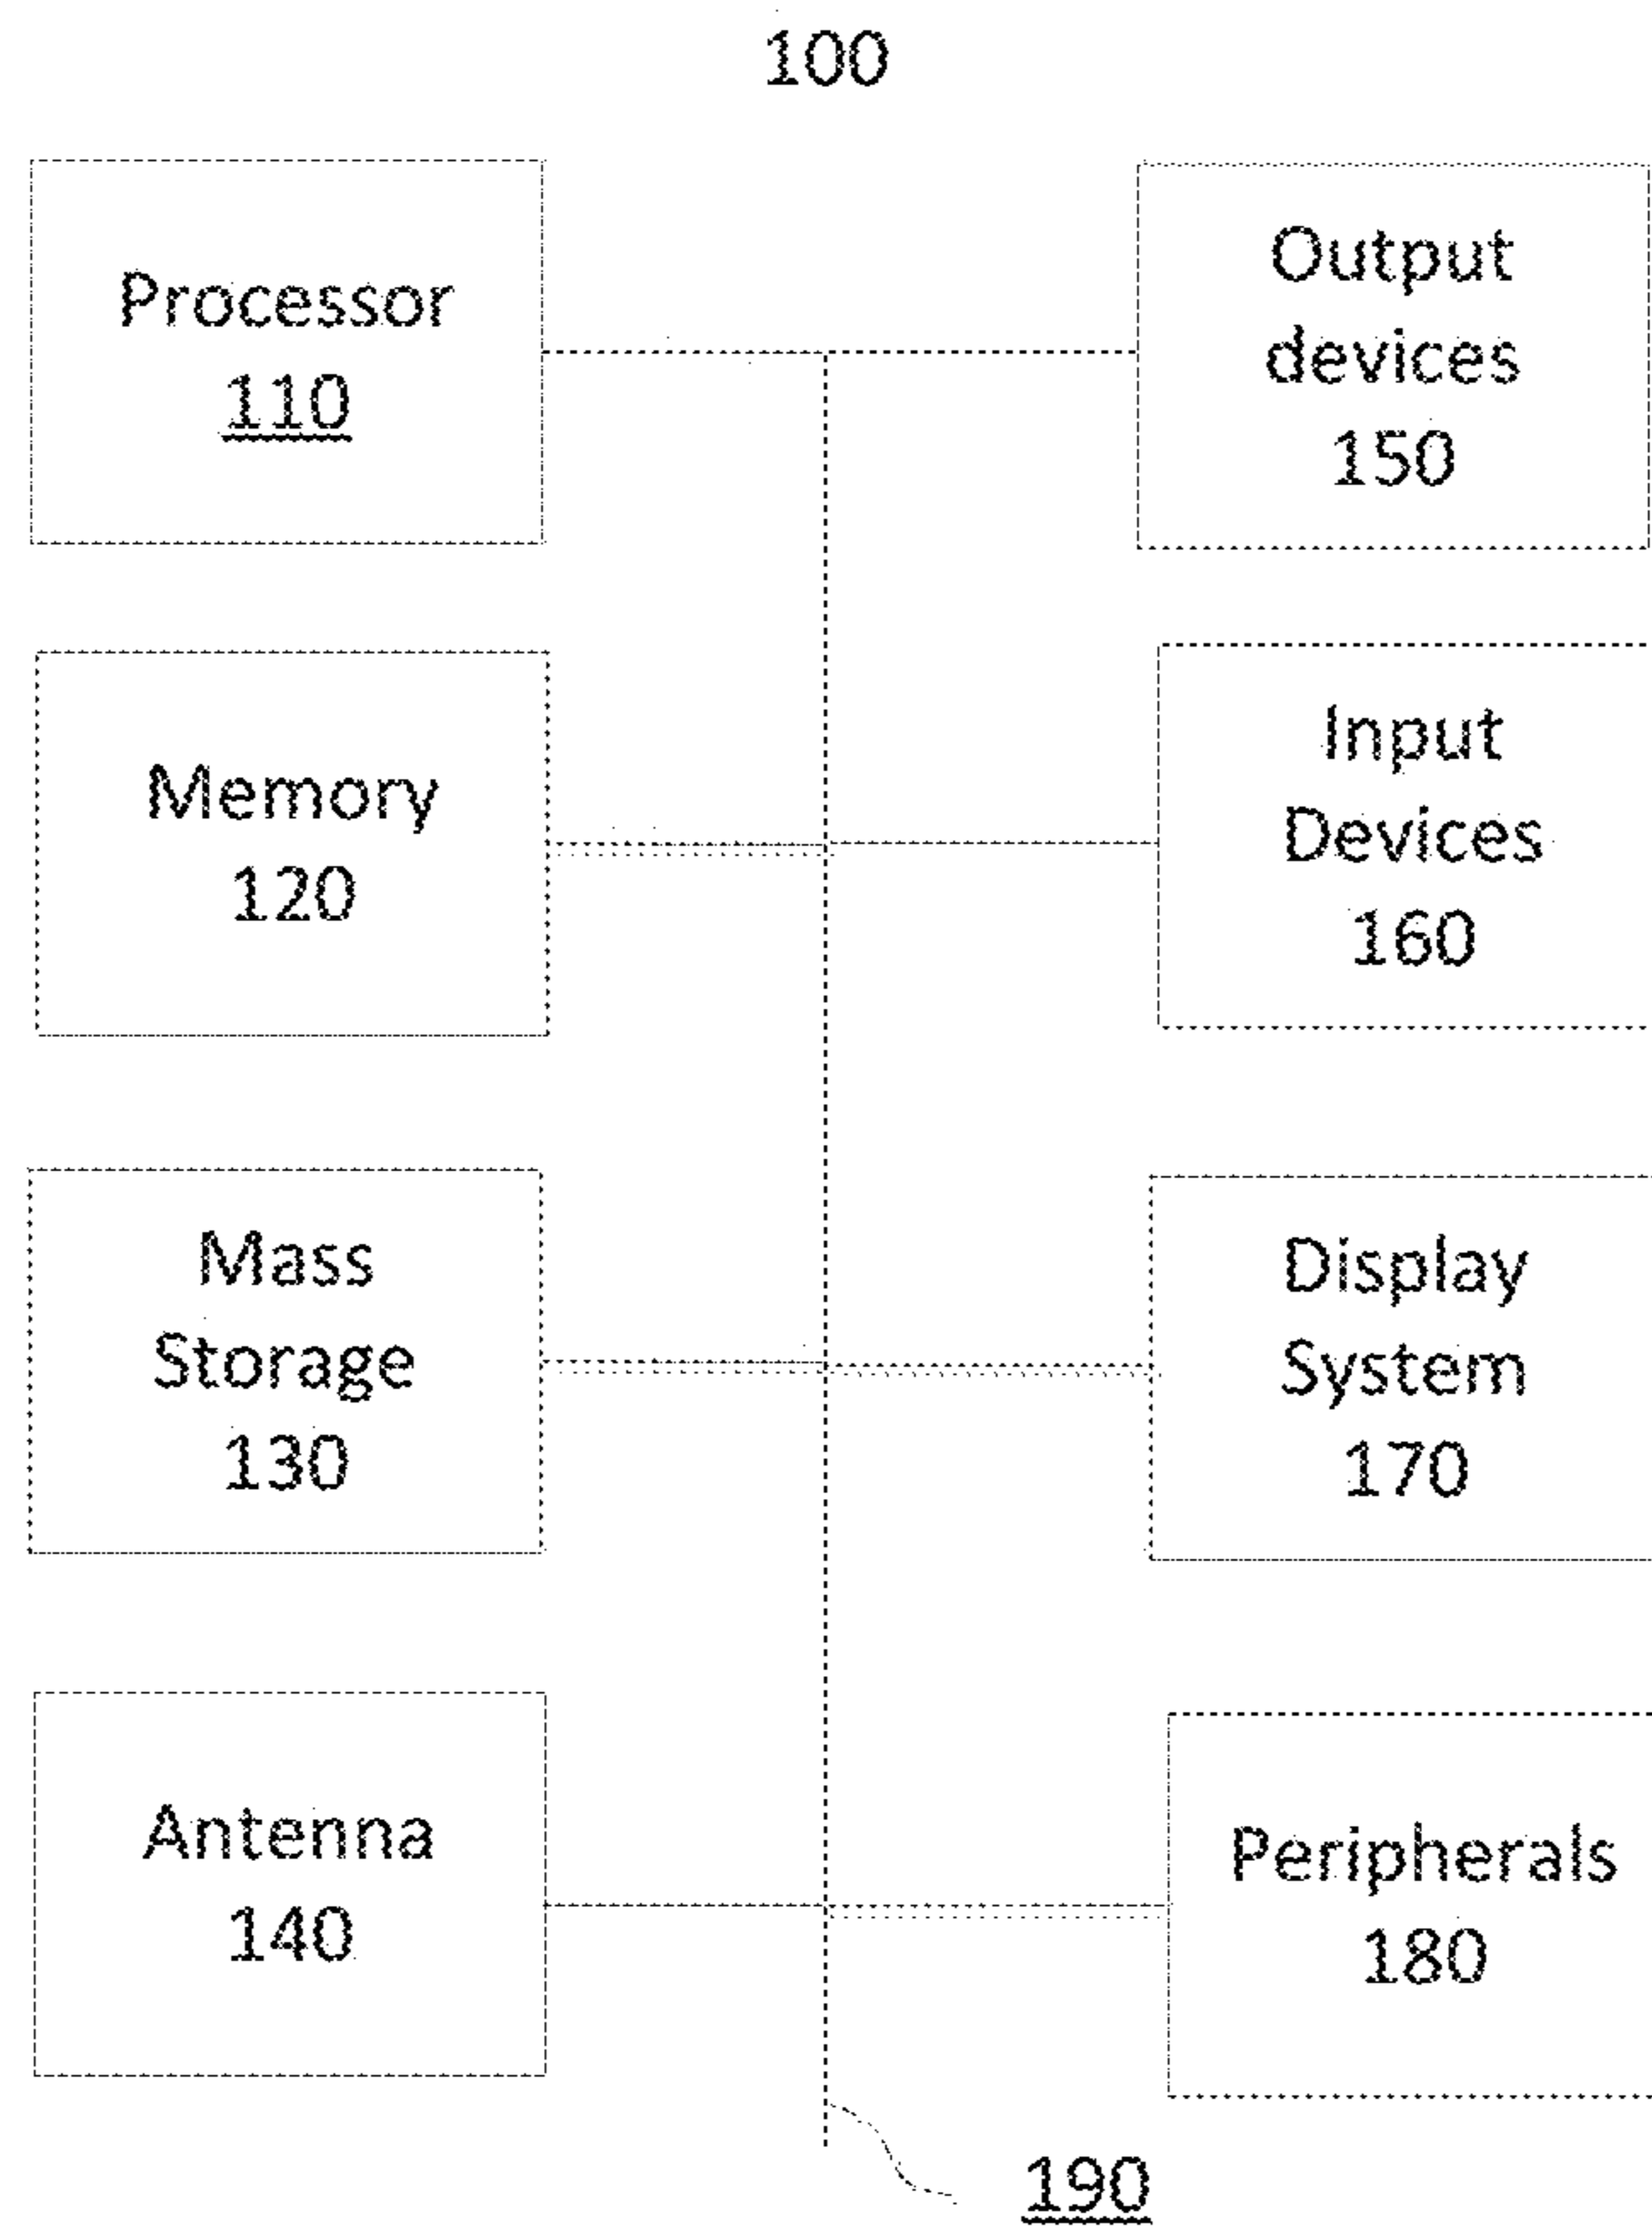 100
Processor
110
Output
devices
150
Memory
120
Input
Devices
160
Mass
Storage
130
Display
System
170
Antenna
140
Peripherals
180
190